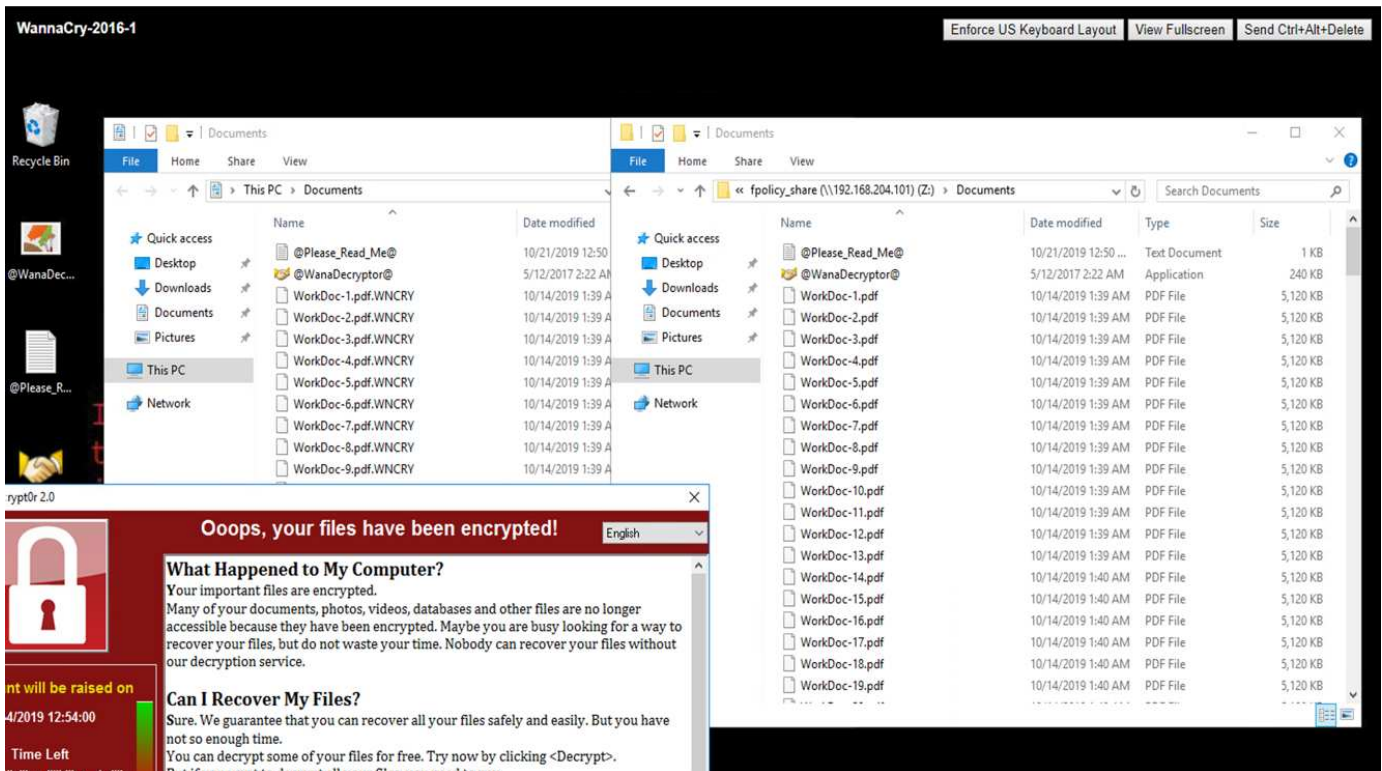 WannaCry-2016-1
Enforce US Keyboard Layout View Fullscreen Send Ctrl+Alt+Delete
Recycle Bin
@WanaDec...
@Please_R...
Documents
File Home Share View
This PC > Documents
Name Date modified
Quick access
Desktop
Downloads
Documents
Pictures
This PC
Network
@Please_Read_Me@ 10/21/2019 12:50
@WanaDecryptor@ 5/12/2017 2:22 AM
WorkDoc-1.pdf.WNCRY 10/14/2019 1:39 A
WorkDoc-2.pdf.WNCRY 10/14/2019 1:39 A
WorkDoc-3.pdf.WNCRY 10/14/2019 1:39 A
WorkDoc-4.pdf.WNCRY 10/14/2019 1:39 A
WorkDoc-5.pdf.WNCRY 10/14/2019 1:39 A
WorkDoc-6.pdf.WNCRY 10/14/2019 1:39 A
WorkDoc-7.pdf.WNCRY 10/14/2019 1:39 A
WorkDoc-8.pdf.WNCRY 10/14/2019 1:39 A
WorkDoc-9.pdf.WNCRY 10/14/2019 1:39 A
Documents
File Home Share View
« fpolicy_share (\\192.168.204.101) (Z:) > Documents
Search Documents
Name Date modified Type Size
Quick access
Desktop
Downloads
Documents
Pictures
This PC
Network
@Please_Read_Me@ 10/21/2019 12:50 ... Text Document 1 KB
@WanaDecryptor@ 5/12/2017 2:22 AM Application 240 KB
WorkDoc-1.pdf 10/14/2019 1:39 AM PDF File 5,120 KB
WorkDoc-2.pdf 10/14/2019 1:39 AM PDF File 5,120 KB
WorkDoc-3.pdf 10/14/2019 1:39 AM PDF File 5,120 KB
WorkDoc-4.pdf 10/14/2019 1:39 AM PDF File 5,120 KB
WorkDoc-5.pdf 10/14/2019 1:39 AM PDF File 5,120 KB
WorkDoc-6.pdf 10/14/2019 1:39 AM PDF File 5,120 KB
WorkDoc-7.pdf 10/14/2019 1:39 AM PDF File 5,120 KB
WorkDoc-8.pdf 10/14/2019 1:39 AM PDF File 5,120 KB
WorkDoc-9.pdf 10/14/2019 1:39 AM PDF File 5,120 KB
WorkDoc-10.pdf 10/14/2019 1:39 AM PDF File 5,120 KB
WorkDoc-11.pdf 10/14/2019 1:39 AM PDF File 5,120 KB
WorkDoc-12.pdf 10/14/2019 1:39 AM PDF File 5,120 KB
WorkDoc-13.pdf 10/14/2019 1:39 AM PDF File 5,120 KB
WorkDoc-14.pdf 10/14/2019 1:40 AM PDF File 5,120 KB
WorkDoc-15.pdf 10/14/2019 1:40 AM PDF File 5,120 KB
WorkDoc-16.pdf 10/14/2019 1:40 AM PDF File 5,120 KB
WorkDoc-17.pdf 10/14/2019 1:40 AM PDF File 5,120 KB
WorkDoc-18.pdf 10/14/2019 1:40 AM PDF File 5,120 KB
WorkDoc-19.pdf 10/14/2019 1:40 AM PDF File 5,120 KB
rypt0r 2.0
Ooops, your files have been encrypted!
English
What Happened to My Computer?
Your important files are encrypted.
Many of your documents, photos, videos, databases and other files are no longer
accessible because they have been encrypted. Maybe you are busy looking for a way to
recover your files, but do not waste your time. Nobody can recover your files without
our decryption service.
Can I Recover My Files?
Sure. We guarantee that you can recover all your files safely and easily. But you have
not so enough time.
You can decrypt some of your files for free. Try now by clicking <Decrypt>.
nt will be raised on
4/2019 12:54:00
Time Left